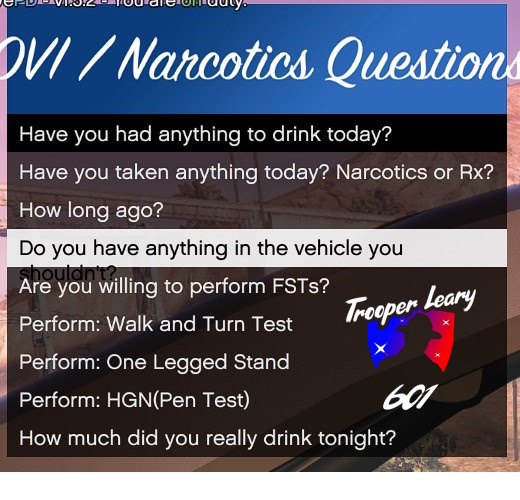 v1.5.2 - You are on duty.
OVI / Narcotics Questions
Have you had anything to drink today?
Have you taken anything today? Narcotics or Rx?
How long ago?
Do you have anything in the vehicle you
shouldn't?
Are you willing to perform FSTs?
Perform: Walk and Turn Test
Perform: One Legged Stand
Perform: HGN(Pen Test)
How much did you really drink tonight?
Trooper Leary
601